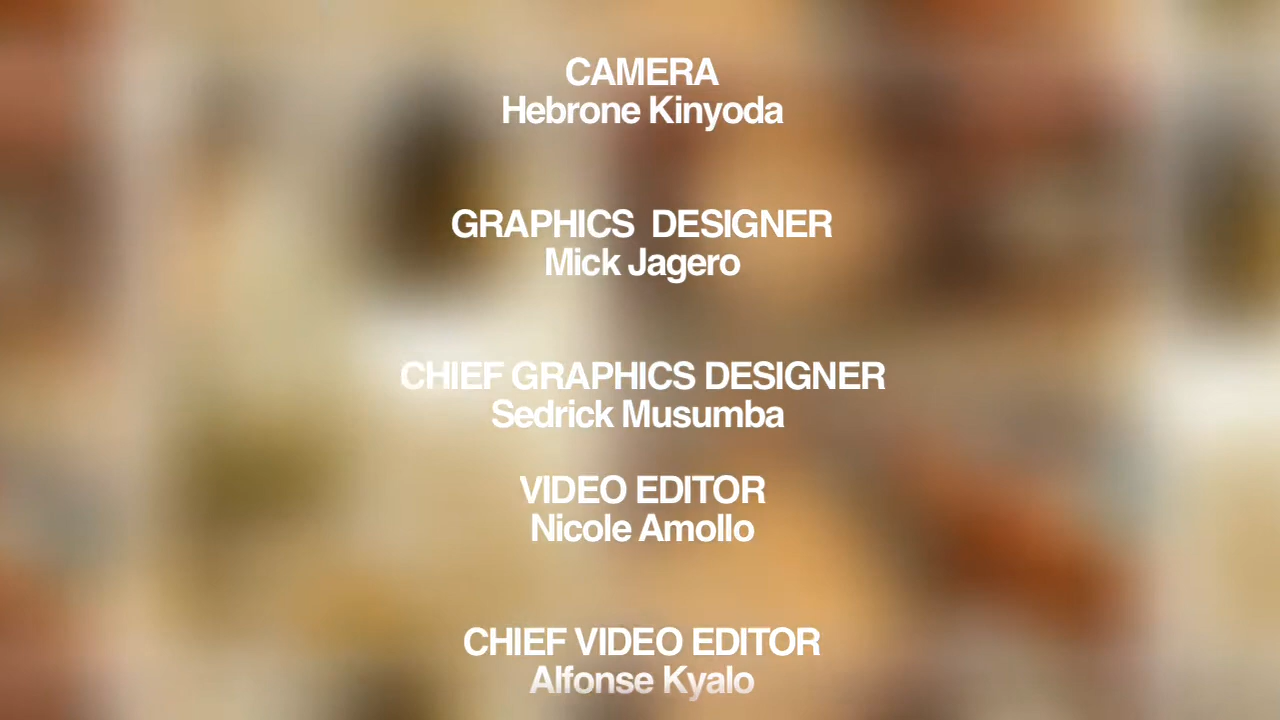 CAMERA
Hebrone Kinyoda
GRAPHICS  DESIGNER
Mick Jagero
CHIEF GRAPHICS DESIGNER
Sedrick Musumba
VIDEO EDITOR
Nicole Amollo
CHIEF VIDEO EDITOR
Alfonse Kyalo